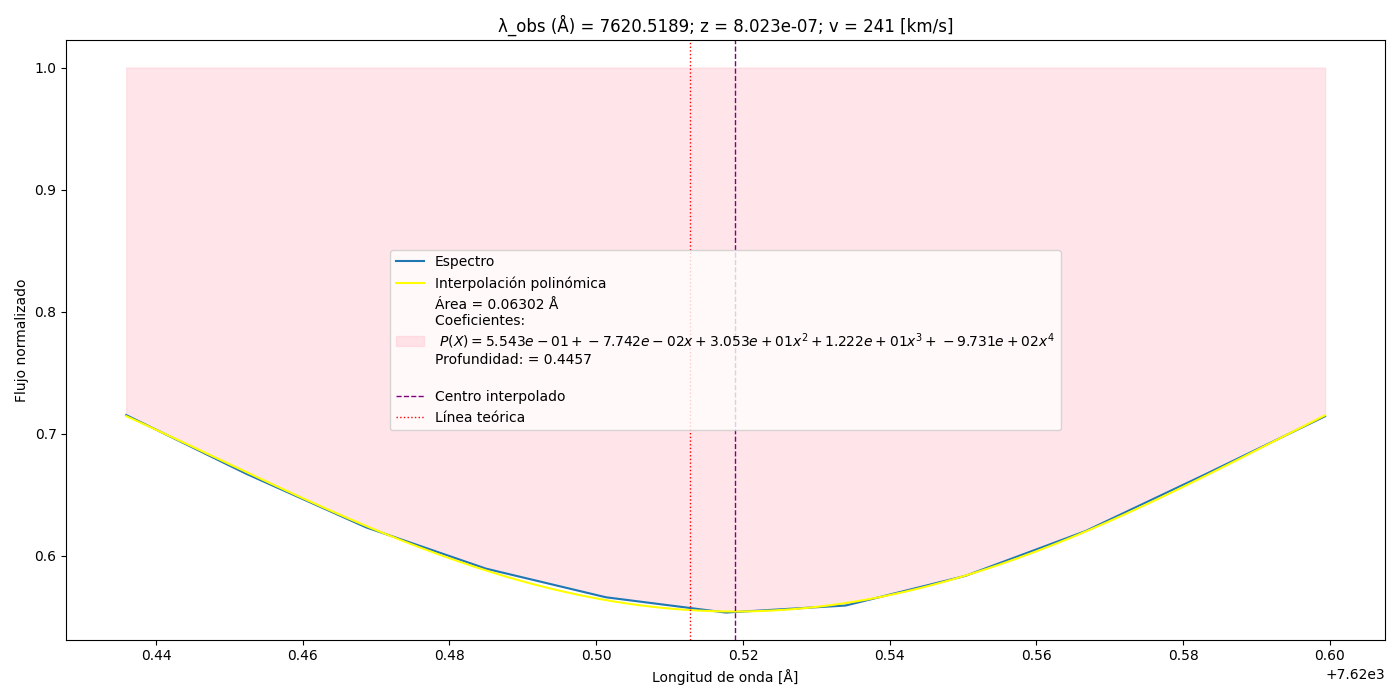 λ_obs (Å) = 7620.5189; z = 8.023e-07; v = 241 [km/s]
Flujo normalizado
1.0
0.9
0.8
0.7
0.6
Espectro
Interpolación polinómica
Área = 0.06302 Å
Coeficientes:
P(X) = 5.543e − 01 + − 7.742e − 02x + 3.053e + 01x² + 1.222e + 01x³ + − 9.731e + 02x⁴
Profundidad: = 0.4457
Centro interpolado
Línea teórica
0.44 0.46 0.48 0.50 0.52 0.54 0.56 0.58 0.60
+7.62e3
Longitud de onda [Å]